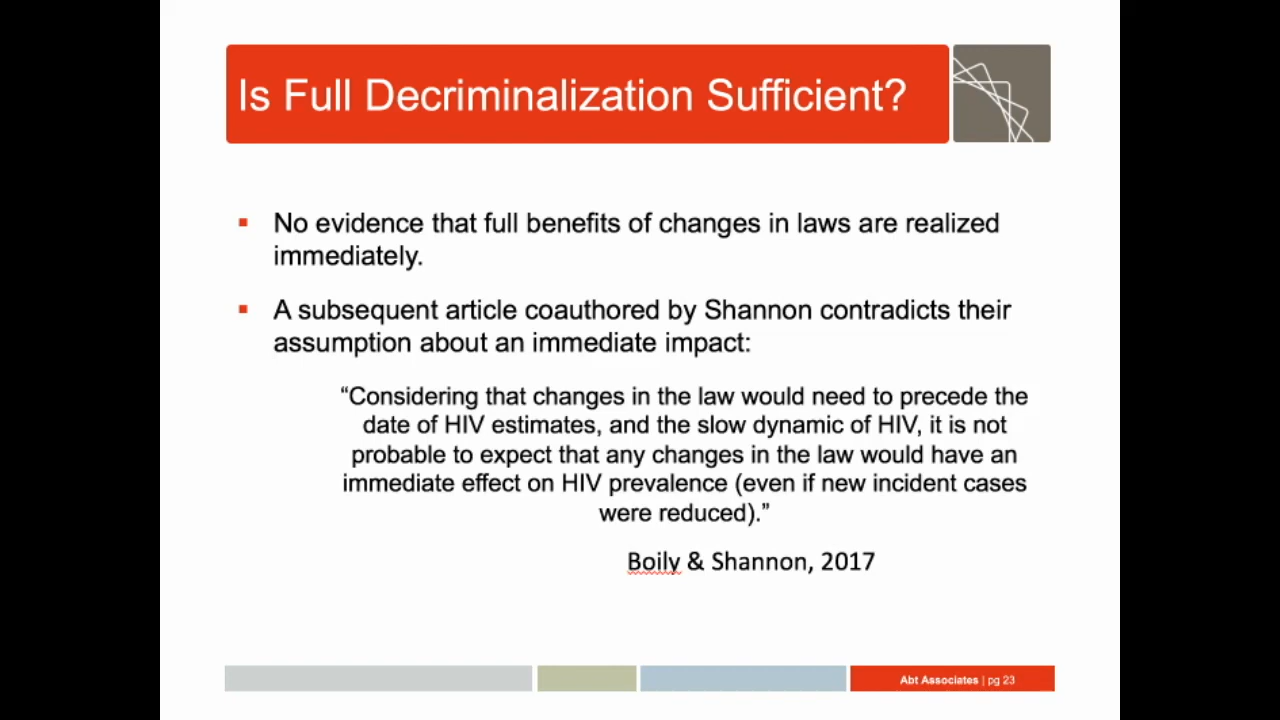 Is Full Decriminalization Sufficient?
No evidence that full benefits of changes in laws are realized
immediately.
A subsequent article coauthored by Shannon contradicts their
assumption about an immediate impact:
“Considering that changes in the law would need to precede the
date of HIV estimates, and the slow dynamic of HIV, it is not
probable to expect that any changes in the law would have an
immediate effect on HIV prevalence (even if new incident cases
were reduced).”
Boily & Shannon, 2017
Abt Associates | pg 23